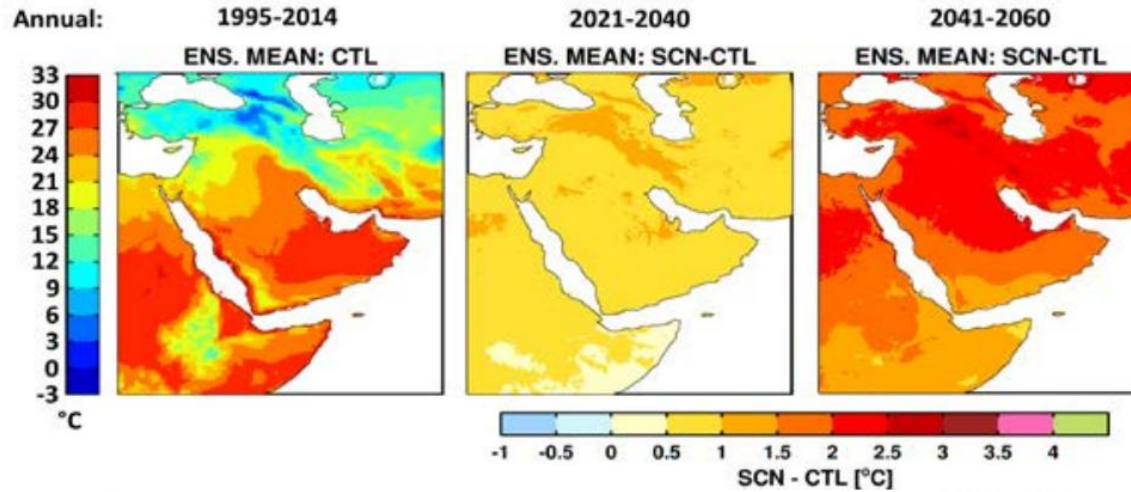 Annual: 1995-2014 2021-2040 2041-2060
ENS. MEAN: CTL ENS. MEAN: SCN-CTL ENS. MEAN: SCN-CTL
33
30
27
24
21
18
15
12
9
6
3
0
-3
°C
-1 -0.5 0 0.5 1 1.5 2 2.5 3 3.5 4
SCN - CTL [°C]